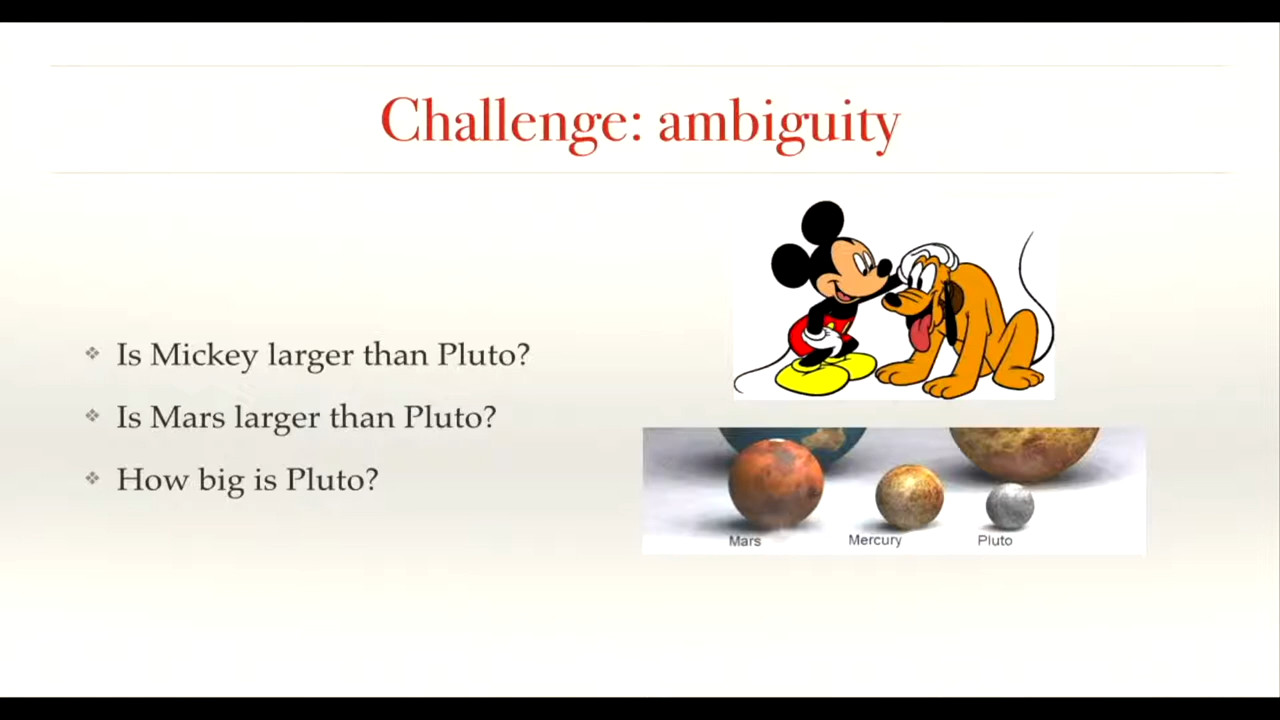 Challenge: ambiguity
Is Mickey larger than Pluto?
Is Mars larger than Pluto?
How big is Pluto?
Mars Mercury Pluto